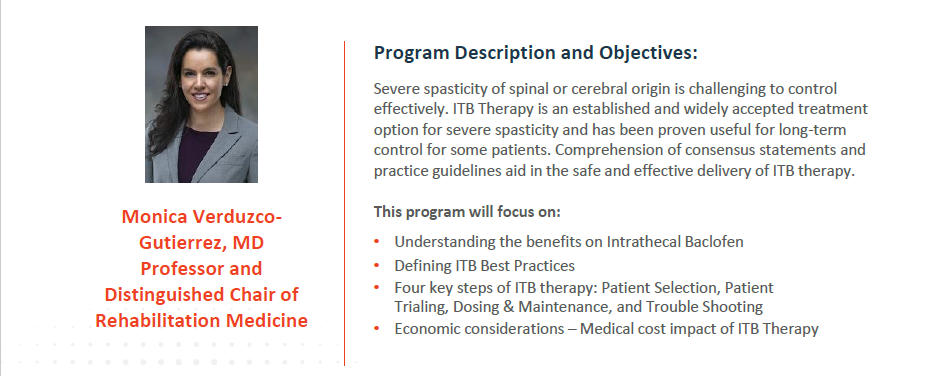 Monica Verduzco-
Gutierrez, MD
Professor and
Distinguished Chair of
Rehabilitation Medicine
Program Description and Objectives:
Severe spasticity of spinal or cerebral origin is challenging to control
effectively. ITB Therapy is an established and widely accepted treatment
option for severe spasticity and has been proven useful for long-term
control for some patients. Comprehension of consensus statements and
practice guidelines aid in the safe and effective delivery of ITB therapy.
This program will focus on:
• Understanding the benefits on Intrathecal Baclofen
• Defining ITB Best Practices
• Four key steps of ITB therapy: Patient Selection, Patient
Trialing, Dosing & Maintenance, and Trouble Shooting
• Economic considerations – Medical cost impact of ITB Therapy